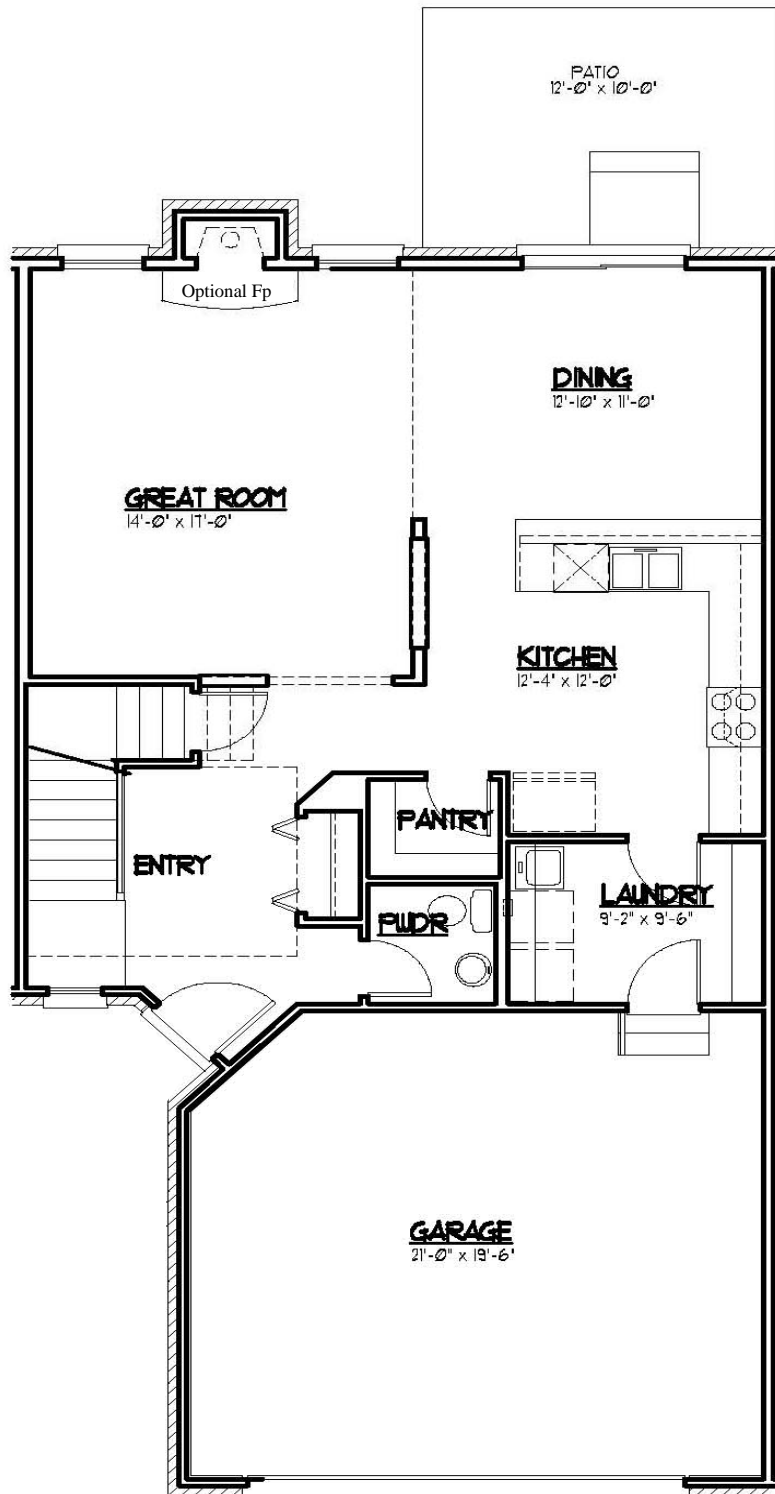 PATIO
12'-0" x 10'-0"
Optional Fp
DINING
12'-10" x 11'-0"
GREAT ROOM
14'-0" x 17'-0"
KITCHEN
12'-4" x 12'-0"
PANTRY
ENTRY
LAUNDRY
9'-2" x 9'-6"
PWDR
GARAGE
21'-0" x 19'-6"